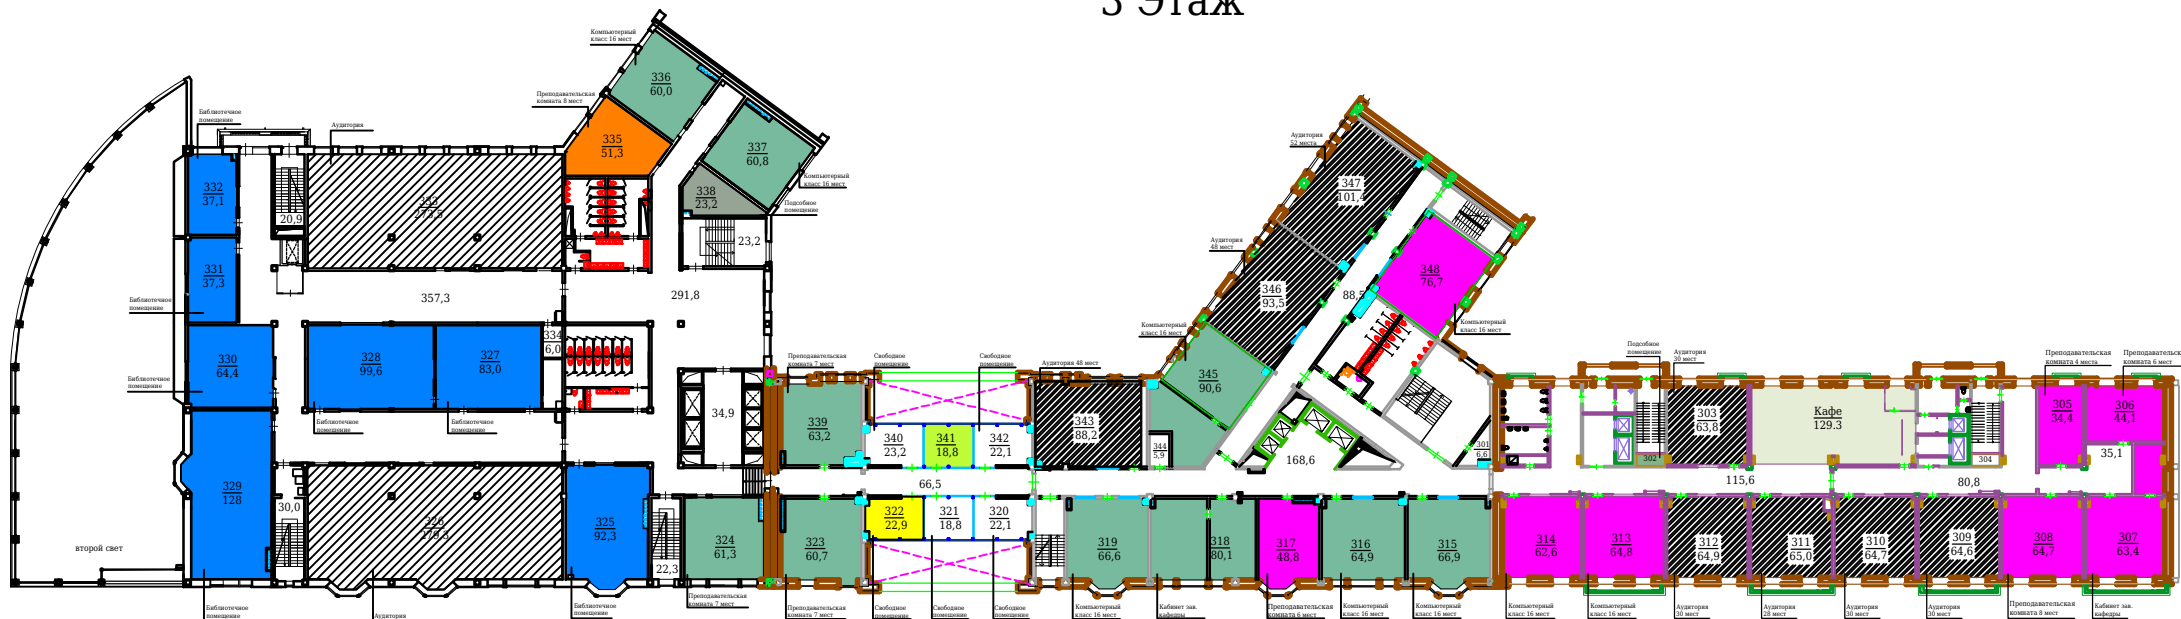 3 Этаж
Компьютерный
класс 16 мест
336
60,0
Преподавательская
комната 8 мест
335
51,3
337
60,8
Компьютерный
класс 16 мест
338
23,2
Подсобное
помещение
23,2
Библиотечное
помещение
Аудитория
332
37,1
20,9
273,5
331
37,3
Библиотечное
помещение
357,3
291,8
330
64,4
Библиотечное
помещение
328
99,6
327
83,0
334
6,0
Библиотечное
помещение
Библиотечное
помещение
34,9
329
128
30,0
326
325
92,3
22,3
324
61,3
второй свет
Библиотечное
помещение
Аудитория
Библиотечное
помещение
Преподавательская
комната 7 мест
Преподавательская
комната 7 мест
Свободное
помещение
Свободное
помещение
Аудитория 48 мест
339
63,2
340
23,2
341
18,8
342
22,1
343
88,2
344
5,9
66,5
323
60,7
322
22,9
321
18,8
320
22,1
319
66,6
318
80,1
317
48,8
316
64,9
315
66,9
Преподавательская
комната 7 мест
Свободное
помещение
Свободное
помещение
Свободное
помещение
Компьютерный
класс 16 мест
Кабинет зав.
кафедры
Преподавательская
комната 6 мест
Компьютерный
класс 16 мест
Компьютерный
класс 16 мест
Аудитория
52 места
347
101,4
Аудитория
48 мест
346
93,5
88,5
348
76,7
Компьютерный
класс 16 мест
Компьютерный
класс 16 мест
345
90,6
168,6
301
6,6
Подсобное
помещение
Аудитория
30 мест
302
303
63,8
Кафе
129.3
304
Преподавательская
комната 4 места
Преподавательская
комната 6 мест
305
34,4
306
44,1
35,1
115,6
80,8
314
62,6
313
64,8
312
64,9
311
65,0
310
64,7
309
64,6
308
64,7
307
63,4
Компьютерный
класс 16 мест
Компьютерный
класс 16 мест
Аудитория
30 мест
Аудитория
28 мест
Аудитория
30 мест
Аудитория
30 мест
Преподавательская
комната 8 мест
Кабинет зав.
кафедры